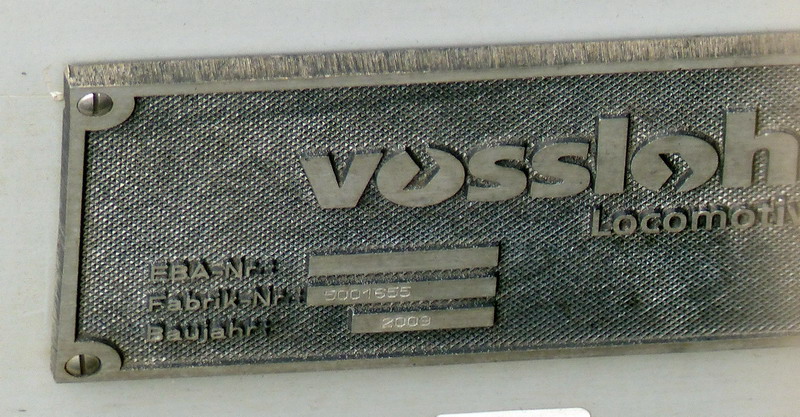 vossloh
Locomotiv
EBA-Nr.:
Fabrik-Nr.: 5001655
Baujahr: 2009